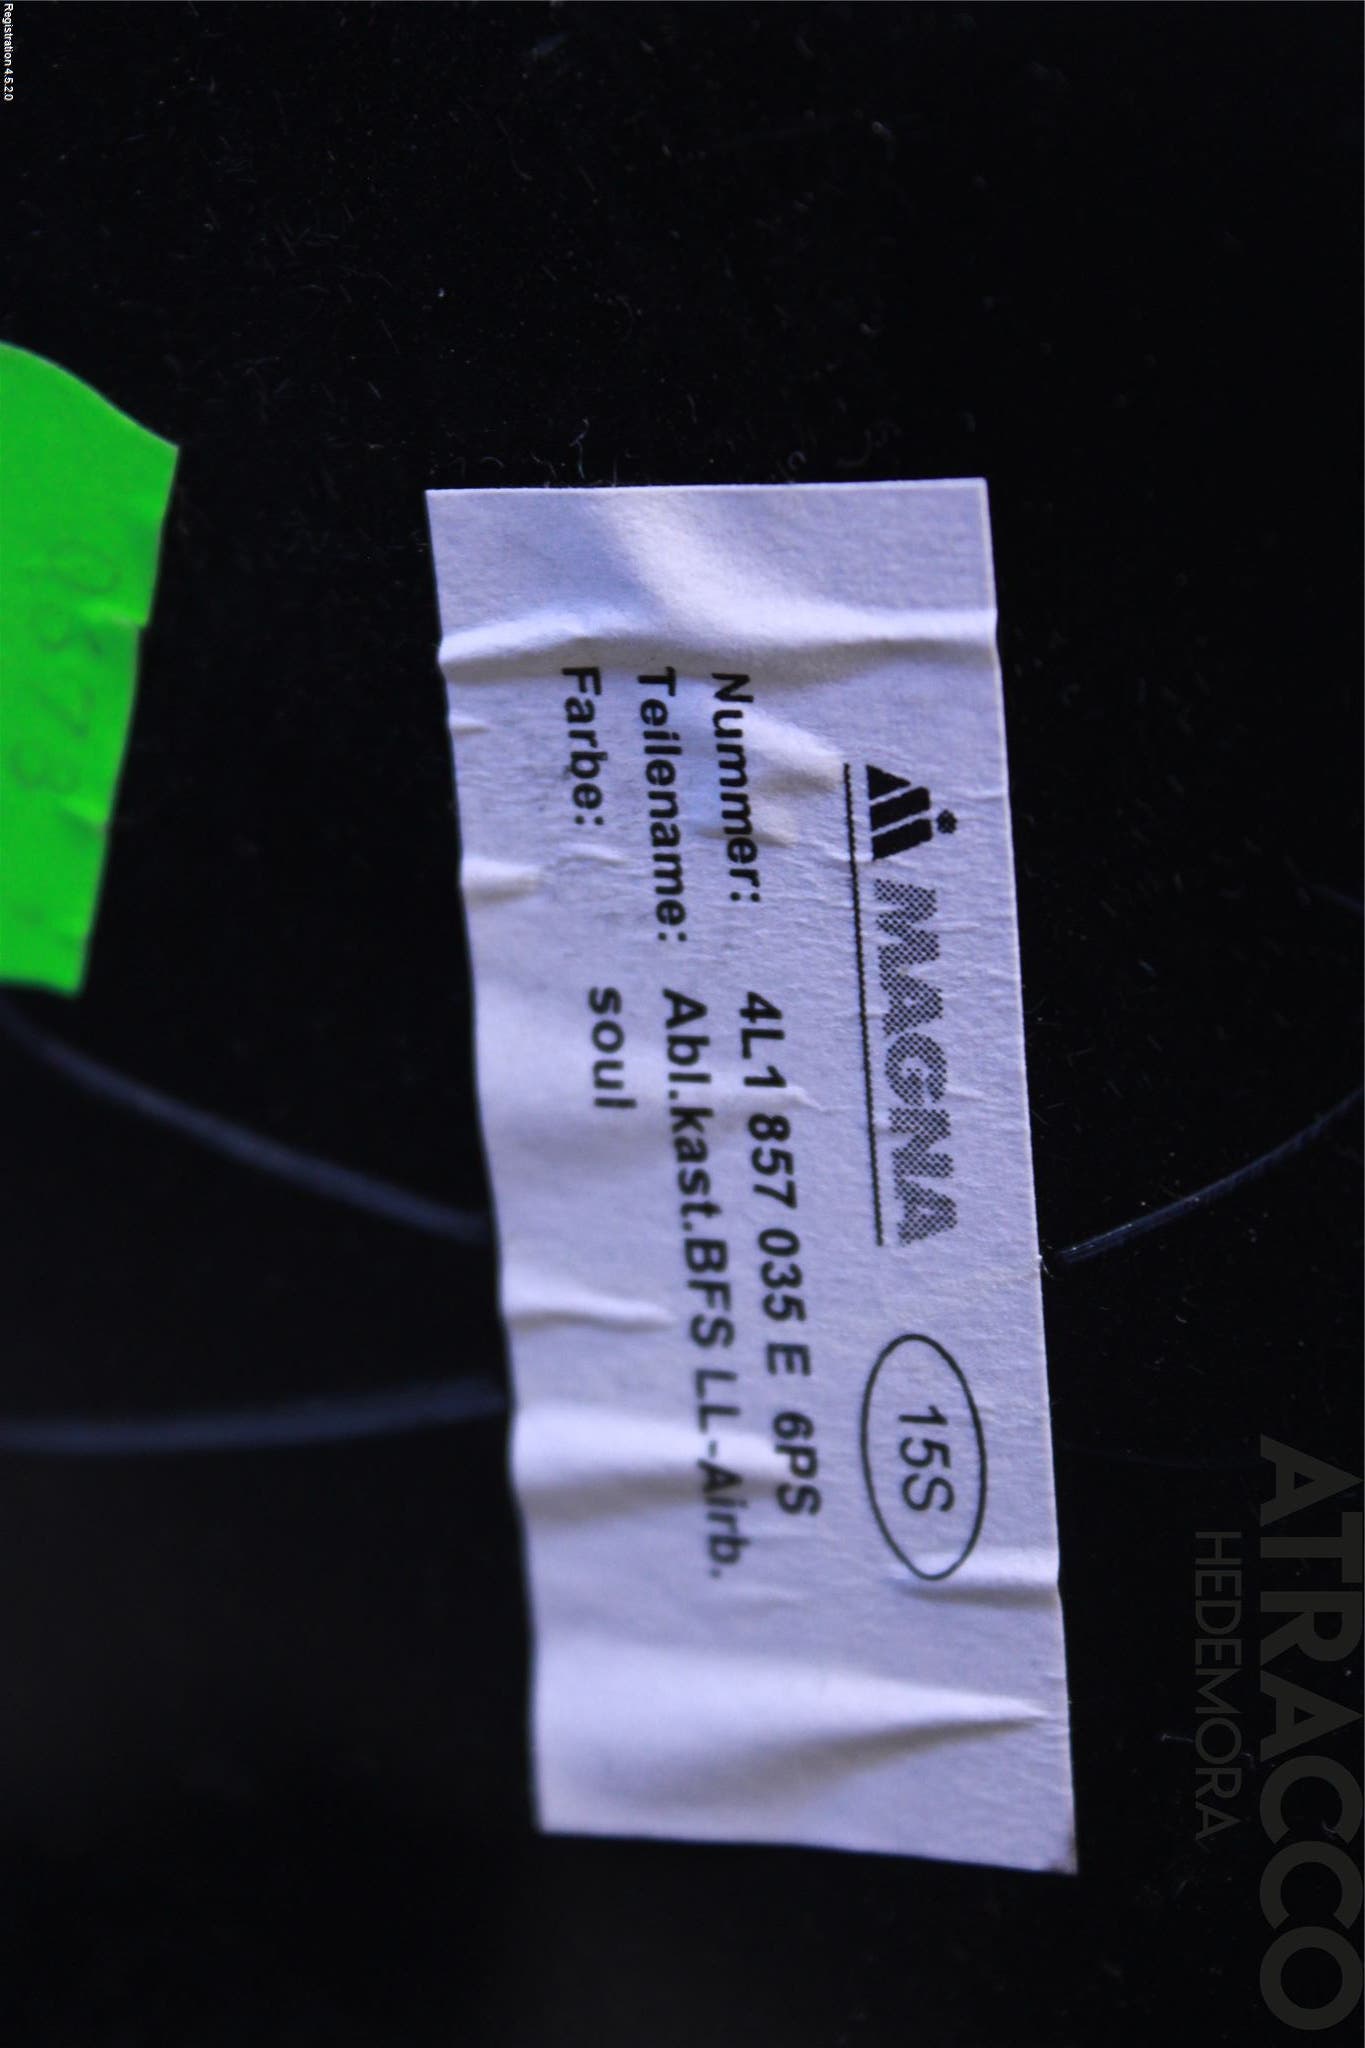 Registration 4.5.2.0
MAGNA
15S
Nummer: 4L1 857 035 E 6PS
Teilename: Abl.kast.BFS LL-Airb.
Farbe: soul
ATRACCO
HEDEMORA